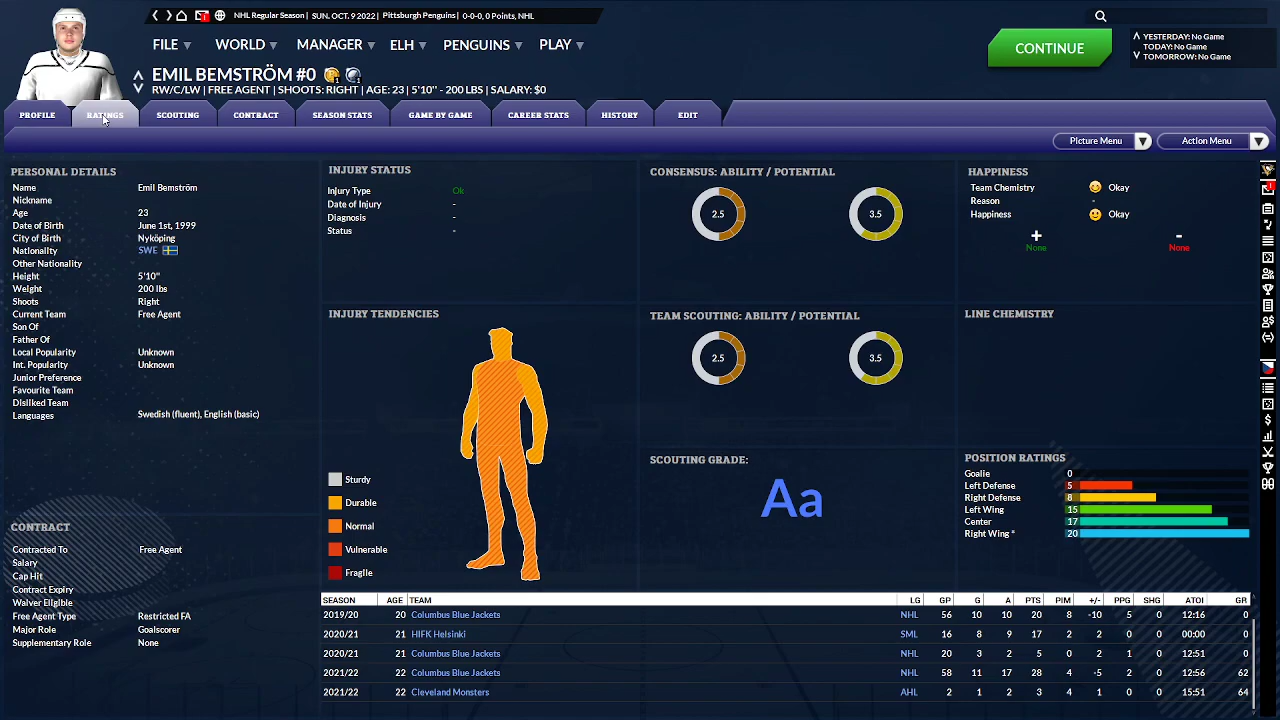 NHL Regular Season | SUN. OCT. 9 2022 | Pittsburgh Penguins | 0-0-0, 0 Points, NHL
FILE WORLD MANAGER ELH PENGUINS PLAY
CONTINUE
YESTERDAY: No Game
TODAY: No Game
TOMORROW: No Game
EMIL BEMSTRÖM #0
RW/C/LW | FREE AGENT | SHOOTS: RIGHT | AGE: 23 | 5'10" - 200 LBS | SALARY: $0
PROFILE RATINGS SCOUTING CONTRACT SEASON STATS GAME BY GAME CAREER STATS HISTORY EDIT
Picture Menu Action Menu
PERSONAL DETAILS
Name Emil Bemström
Nickname
Age 23
Date of Birth June 1st, 1999
City of Birth Nyköping
Nationality SWE
Other Nationality
Height 5'10"
Weight 200 lbs
Shoots Right
Current Team Free Agent
Son Of
Father Of
Local Popularity Unknown
Int. Popularity Unknown
Junior Preference
Favourite Team
Disliked Team
Languages Swedish (fluent), English (basic)
CONTRACT
Contracted To Free Agent
Salary
Cap Hit
Contract Expiry
Waiver Eligible
Free Agent Type Restricted FA
Major Role Goalscorer
Supplementary Role None
INJURY STATUS
Injury Type Ok
Date of Injury -
Diagnosis -
Status -
INJURY TENDENCIES
Sturdy
Durable
Normal
Vulnerable
Fragile
CONSENSUS: ABILITY / POTENTIAL
2.5 3.5
TEAM SCOUTING: ABILITY / POTENTIAL
2.5 3.5
SCOUTING GRADE:
Aa
HAPPINESS
Team Chemistry Okay
Reason -
Happiness Okay
+ -
None None
LINE CHEMISTRY
POSITION RATINGS
Goalie 0
Left Defense 5
Right Defense 8
Left Wing 15
Center 17
Right Wing * 20
SEASON AGE TEAM LG GP G A PTS PIM +/- PPG SHG ATOI GR
2019/20 20 Columbus Blue Jackets NHL 56 10 10 20 8 -10 5 0 12:16 0
2020/21 21 HIFK Helsinki SML 16 8 9 17 2 2 0 0 00:00 0
2020/21 21 Columbus Blue Jackets NHL 20 3 2 5 0 2 1 0 12:51 0
2021/22 22 Columbus Blue Jackets NHL 58 11 17 28 4 -5 2 0 12:56 62
2021/22 22 Cleveland Monsters AHL 2 1 2 3 4 1 0 0 15:51 64